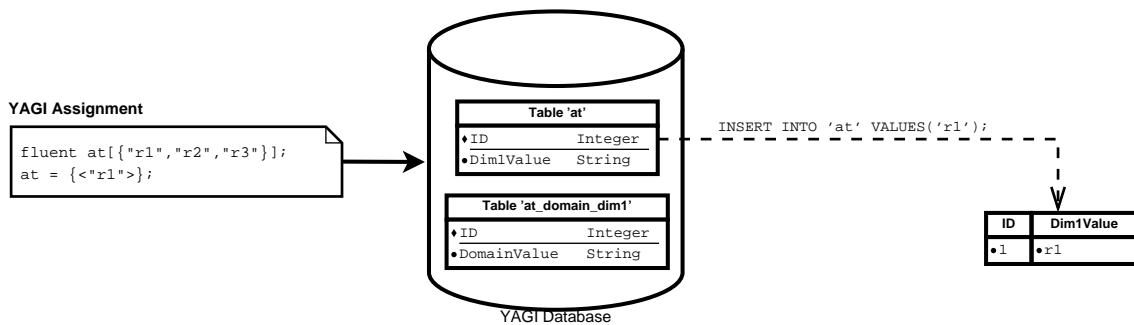 YAGI Assignment
fluent at[{"r1","r2","r3"}];
at = {<"r1">};
Table 'at'
ID Integer
Dim1Value String
Table 'at_domain_dim1'
ID Integer
DomainValue String
YAGI Database
INSERT INTO 'at' VALUES('r1');
ID Dim1Value
1 r1